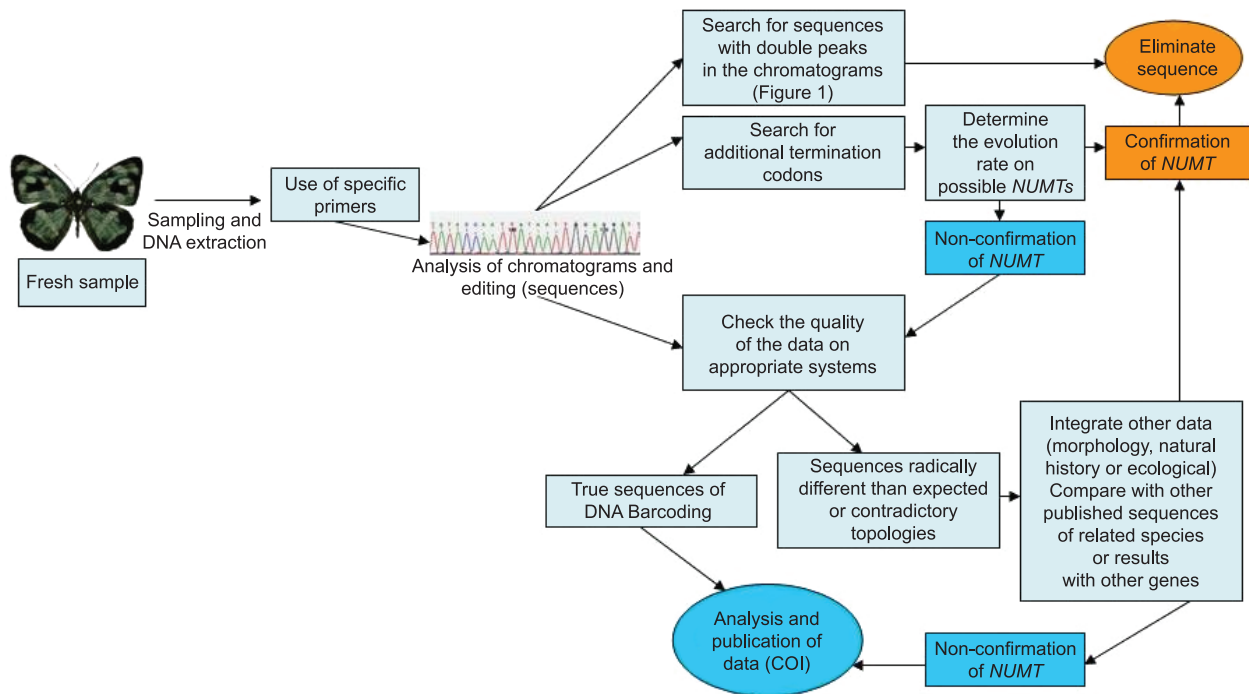 Search for sequences
with double peaks
in the chromatograms
(Figure 1)
Eliminate
sequence
Search for
additional termination
codons
Determine
the evolution
rate on
possible NUMTs
Confirmation
of NUMT
Use of specific
primers
Sampling and
DNA extraction
Fresh sample
Analysis of chromatograms and
editing (sequences)
Non-confirmation
of NUMT
Check the quality
of the data on
appropriate systems
True sequences of
DNA Barcoding
Sequences radically
different than expected
or contradictory
topologies
Integrate other data
(morphology, natural
history or ecological)
Compare with other
published sequences
of related species
or results
with other genes
Analysis and
publication of
data (COI)
Non-confirmation
of NUMT